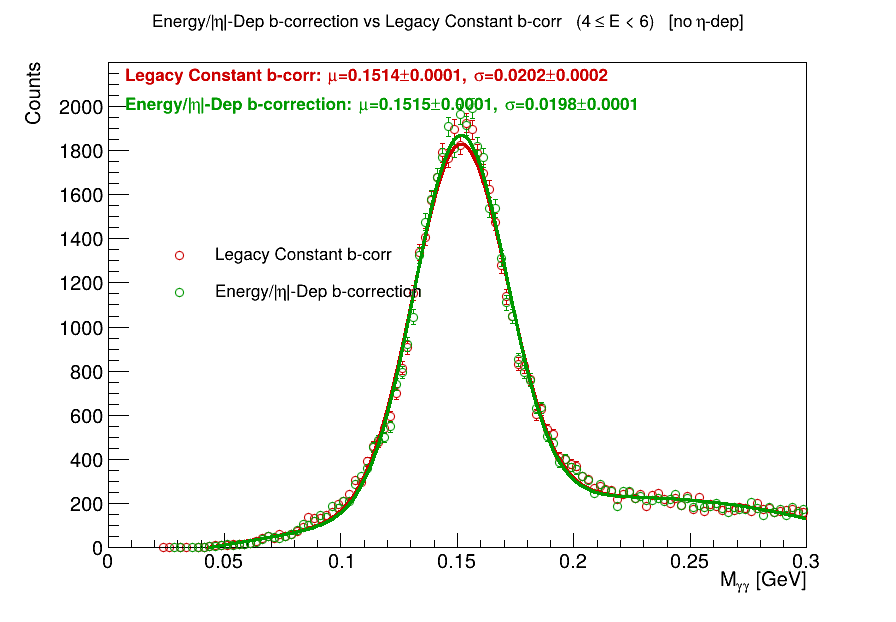 Energy/|η|-Dep b-correction vs Legacy Constant b-corr (4 ≤ E < 6) [no η-dep]
Counts
Legacy Constant b-corr: μ=0.1514±0.0001, σ=0.0202±0.0002
Energy/|η|-Dep b-correction: μ=0.1515±0.0001, σ=0.0198±0.0001
2000
1800
1600
1400
1200
1000
800
600
400
200
0
Legacy Constant b-corr
Energy/|η|-Dep b-correction
0 0.05 0.1 0.15 0.2 0.25 0.3
Mγγ [GeV]